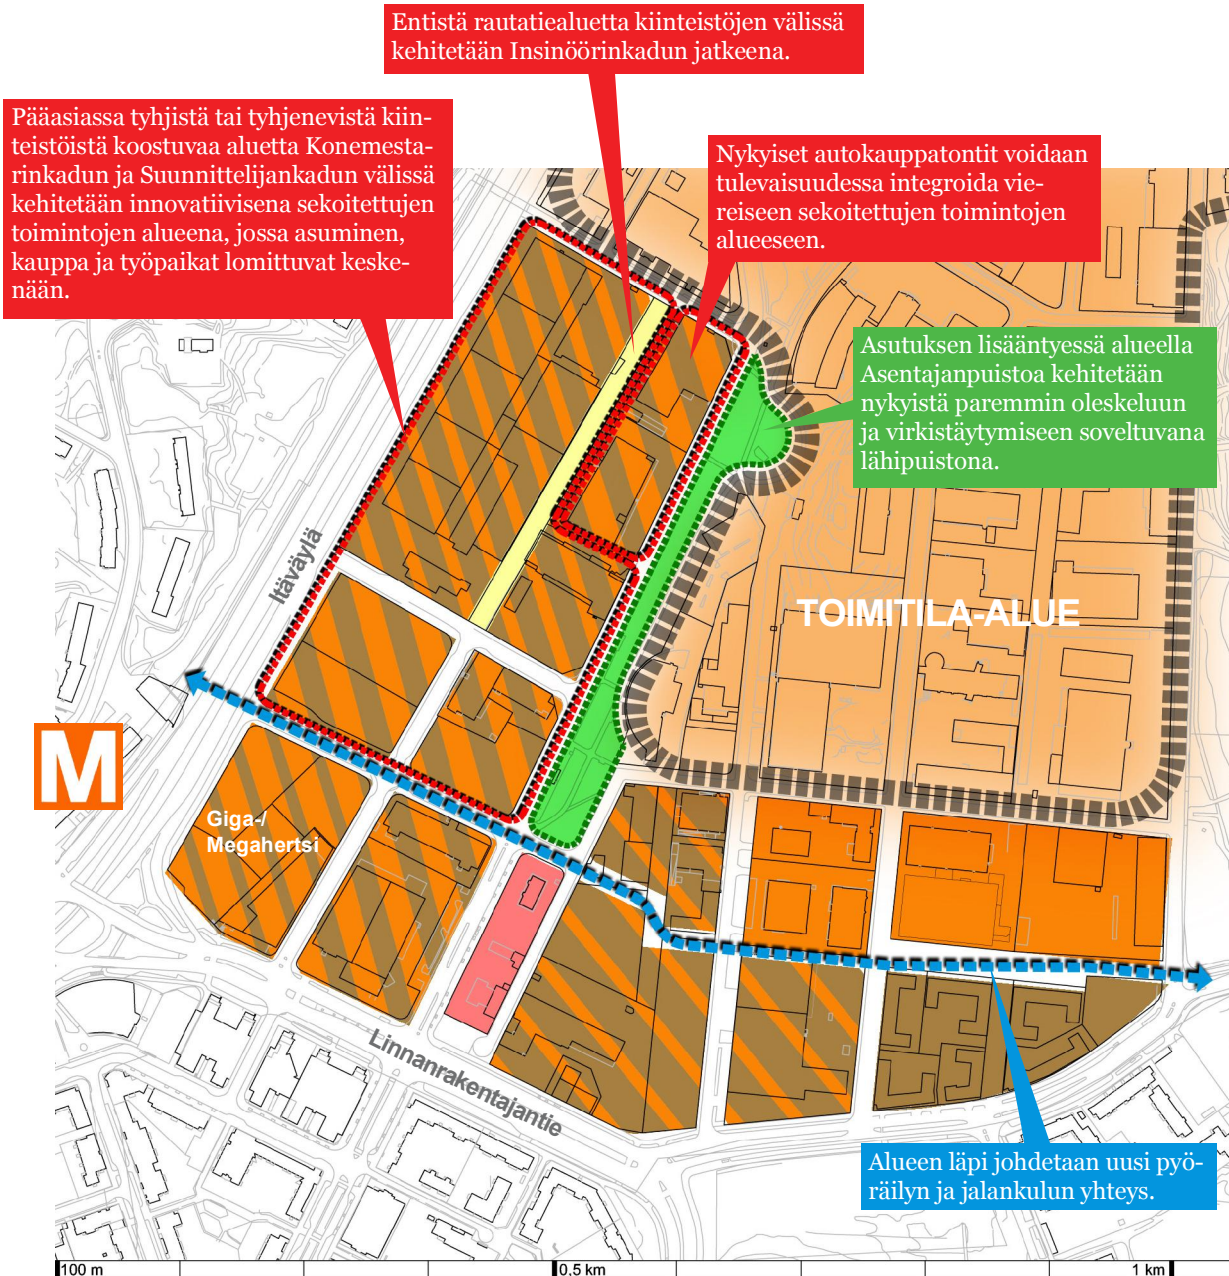 Entistä rautatiealuetta kiinteistöjen välissä
kehitetään Insinöörinkadun jatkeena.
Pääasiassa tyhjistä tai tyhjenevistä kiin-
teistöistä koostuvaa aluetta Konemesta-
rinkadun ja Suunnittelijankadun välissä
kehitetään innovatiivisena sekoitettujen
toimintojen alueena, jossa asuminen,
kauppa ja työpaikat lomittuvat keske-
nään.
Nykyiset autokauppatontit voidaan
tulevaisuudessa integroida vie-
reiseen sekoitettujen toimintojen
alueeseen.
Asutuksen lisääntyessä alueella
Asentajanpuistoa kehitetään
nykyistä paremmin oleskeluun
ja virkistäytymiseen soveltuvana
lähipuistona.
Itäväylä
TOIMITILA-ALUE
M
Giga-/
Megahertsi
Linnanrakentajantie
Alueen läpi johdetaan uusi pyö-
räilyn ja jalankulun yhteys.
100 m
0,5 km
1 km